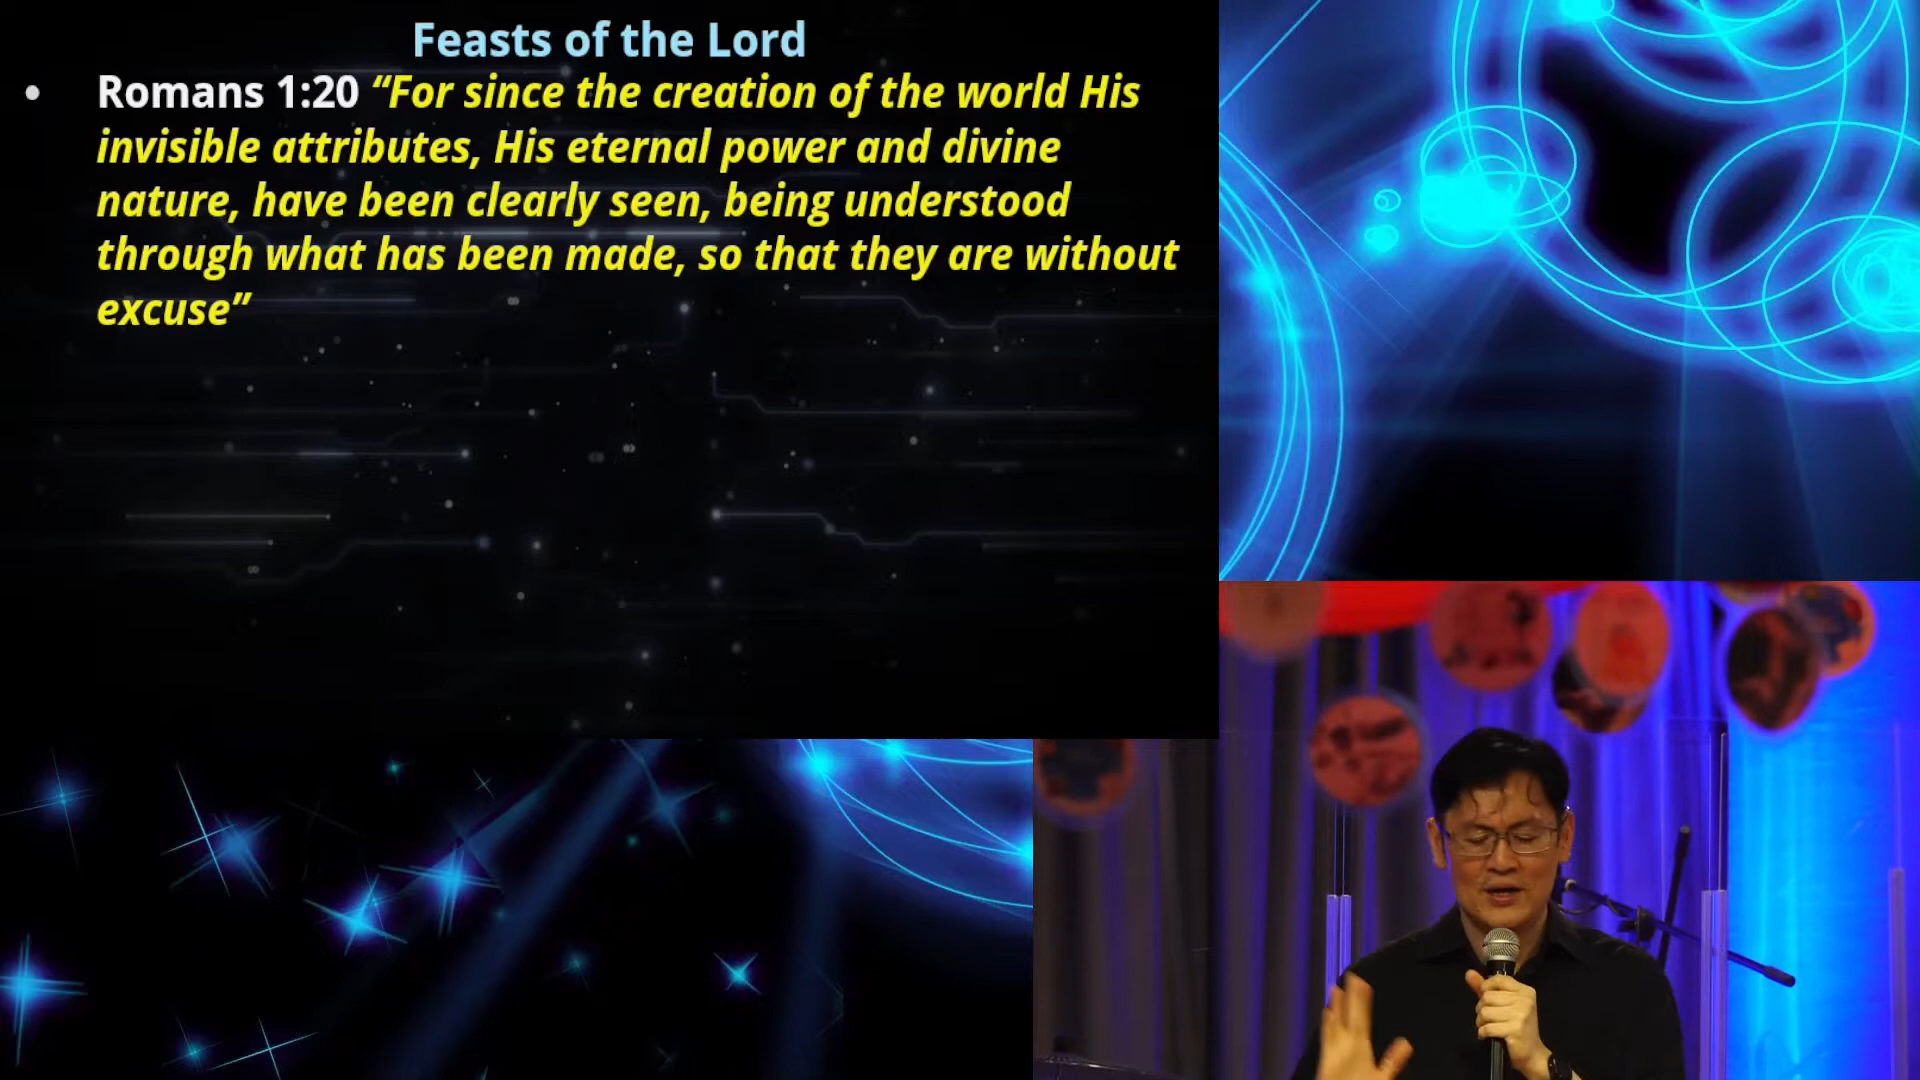 Feasts of the Lord
• Romans 1:20 “For since the creation of the world His
invisible attributes, His eternal power and divine
nature, have been clearly seen, being understood
through what has been made, so that they are without
excuse”